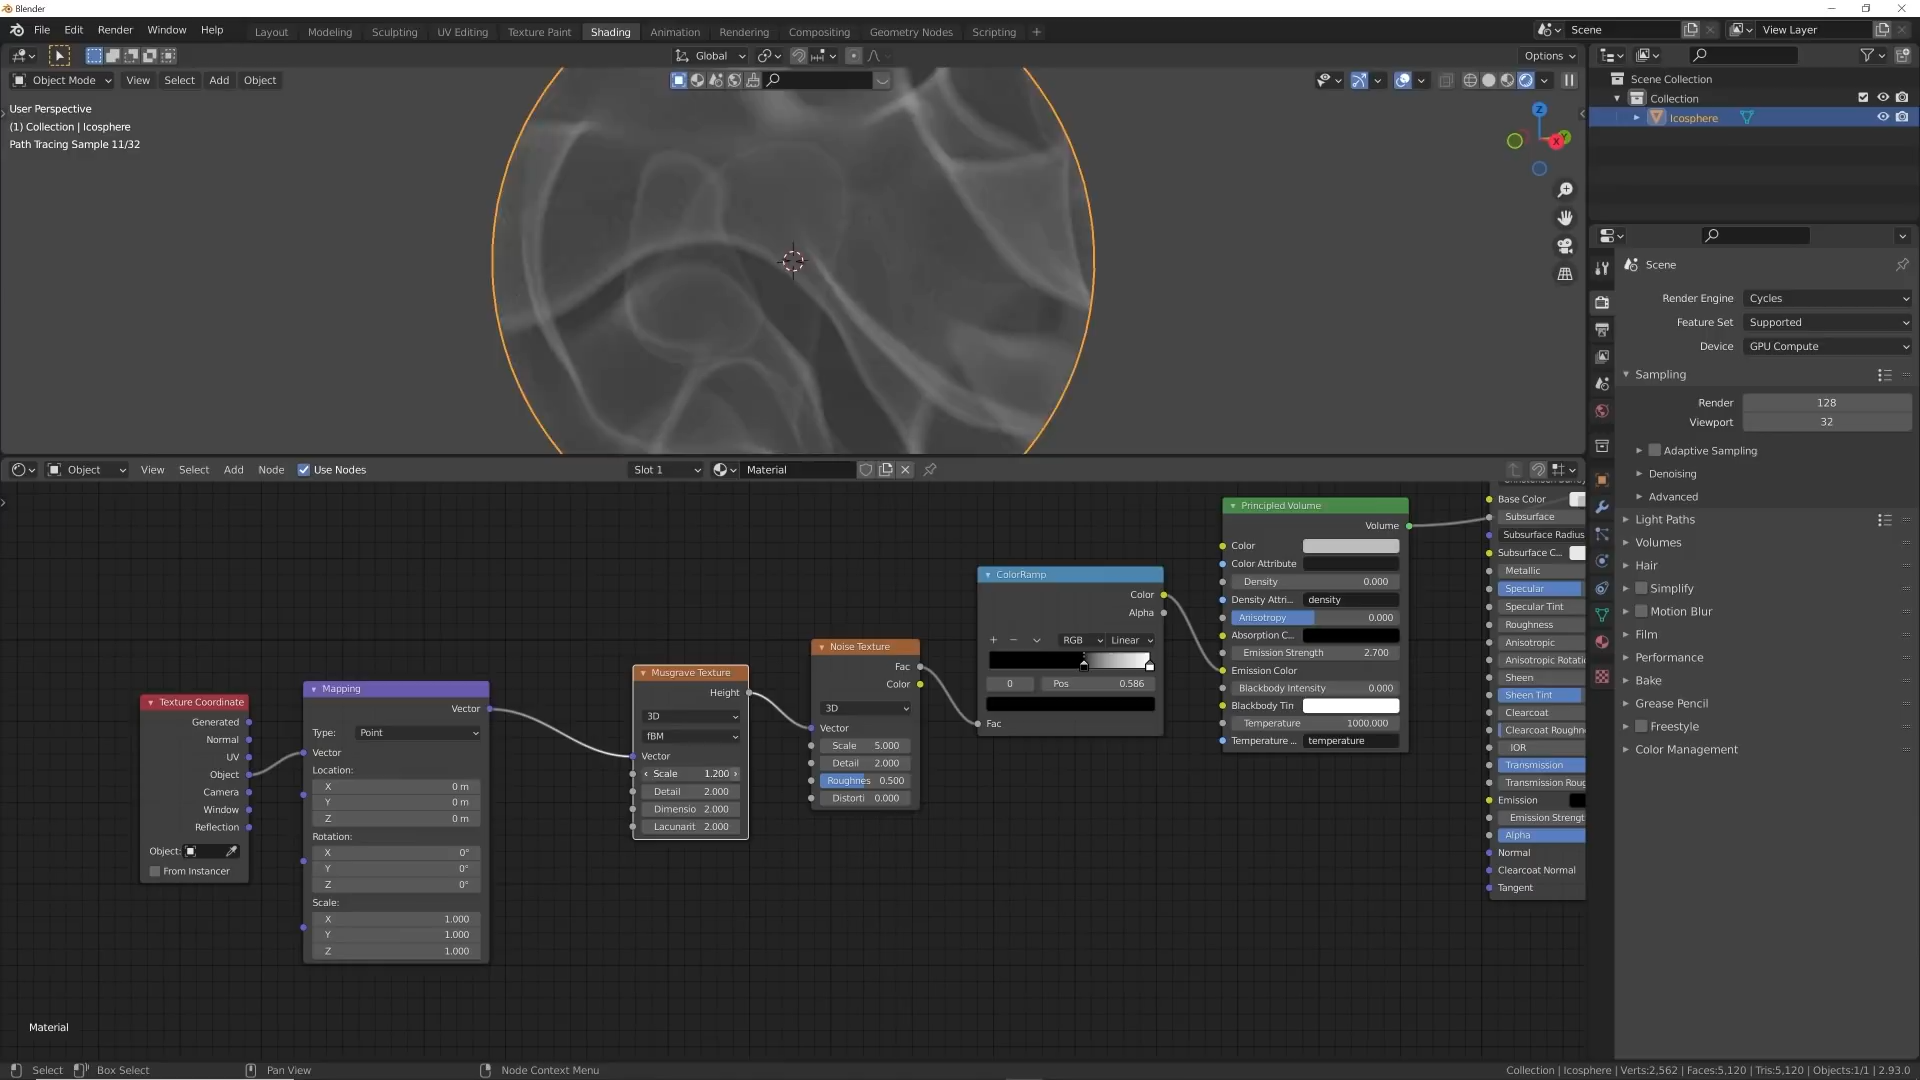 Blender
File Edit Render Window Help Layout Modeling Sculpting UV Editing Texture Paint Shading Animation Rendering Compositing Geometry Nodes Scripting + Scene View Layer
Global Options
Object Mode View Select Add Object
User Perspective
(1) Collection | Icosphere
Path Tracing Sample 11/32
Z
Y
X
Scene Collection
Collection
Icosphere
Scene
Render Engine Cycles
Feature Set Supported
Device GPU Compute
Sampling
Render 128
Viewport 32
Adaptive Sampling
Denoising
Advanced
Light Paths
Volumes
Hair
Simplify
Motion Blur
Film
Performance
Bake
Grease Pencil
Freestyle
Color Management
Object View Select Add Node Use Nodes Slot 1 Material
Texture Coordinate
Generated
Normal
UV
Object
Camera
Window
Reflection
Object:
From Instancer
Mapping
Vector
Type: Point
Vector
Location:
X 0 m
Y 0 m
Z 0 m
Rotation:
X 0°
Y 0°
Z 0°
Scale:
X 1.000
Y 1.000
Z 1.000
Musgrave Texture
Height
3D
fBM
Vector
Scale 1.200
Detail 2.000
Dimensio 2.000
Lacunarit 2.000
Noise Texture
Fac
Color
3D
Vector
Scale 5.000
Detail 2.000
Roughnes 0.500
Distorti 0.000
ColorRamp
Color
Alpha
RGB Linear
0 Pos 0.586
Fac
Principled Volume
Volume
Color
Color Attribute
Density 0.000
Density Attri... density
Anisotropy 0.000
Absorption C...
Emission Strength 2.700
Emission Color
Blackbody Intensity 0.000
Blackbody Tin
Temperature 1000.000
Temperature ... temperature
Base Color
Subsurface
Subsurface Radius
Subsurface C...
Metallic
Specular
Specular Tint
Roughness
Anisotropic
Anisotropic Rotati
Sheen
Sheen Tint
Clearcoat
Clearcoat Roughn
IOR
Transmission
Transmission Roug
Emission
Emission Strengt
Alpha
Normal
Clearcoat Normal
Tangent
Material
Select Box Select Pan View Node Context Menu
Collection | Icosphere | Verts:2,562 | Faces:5,120 | Tris:5,120 | Objects:1/1 | 2.93.0